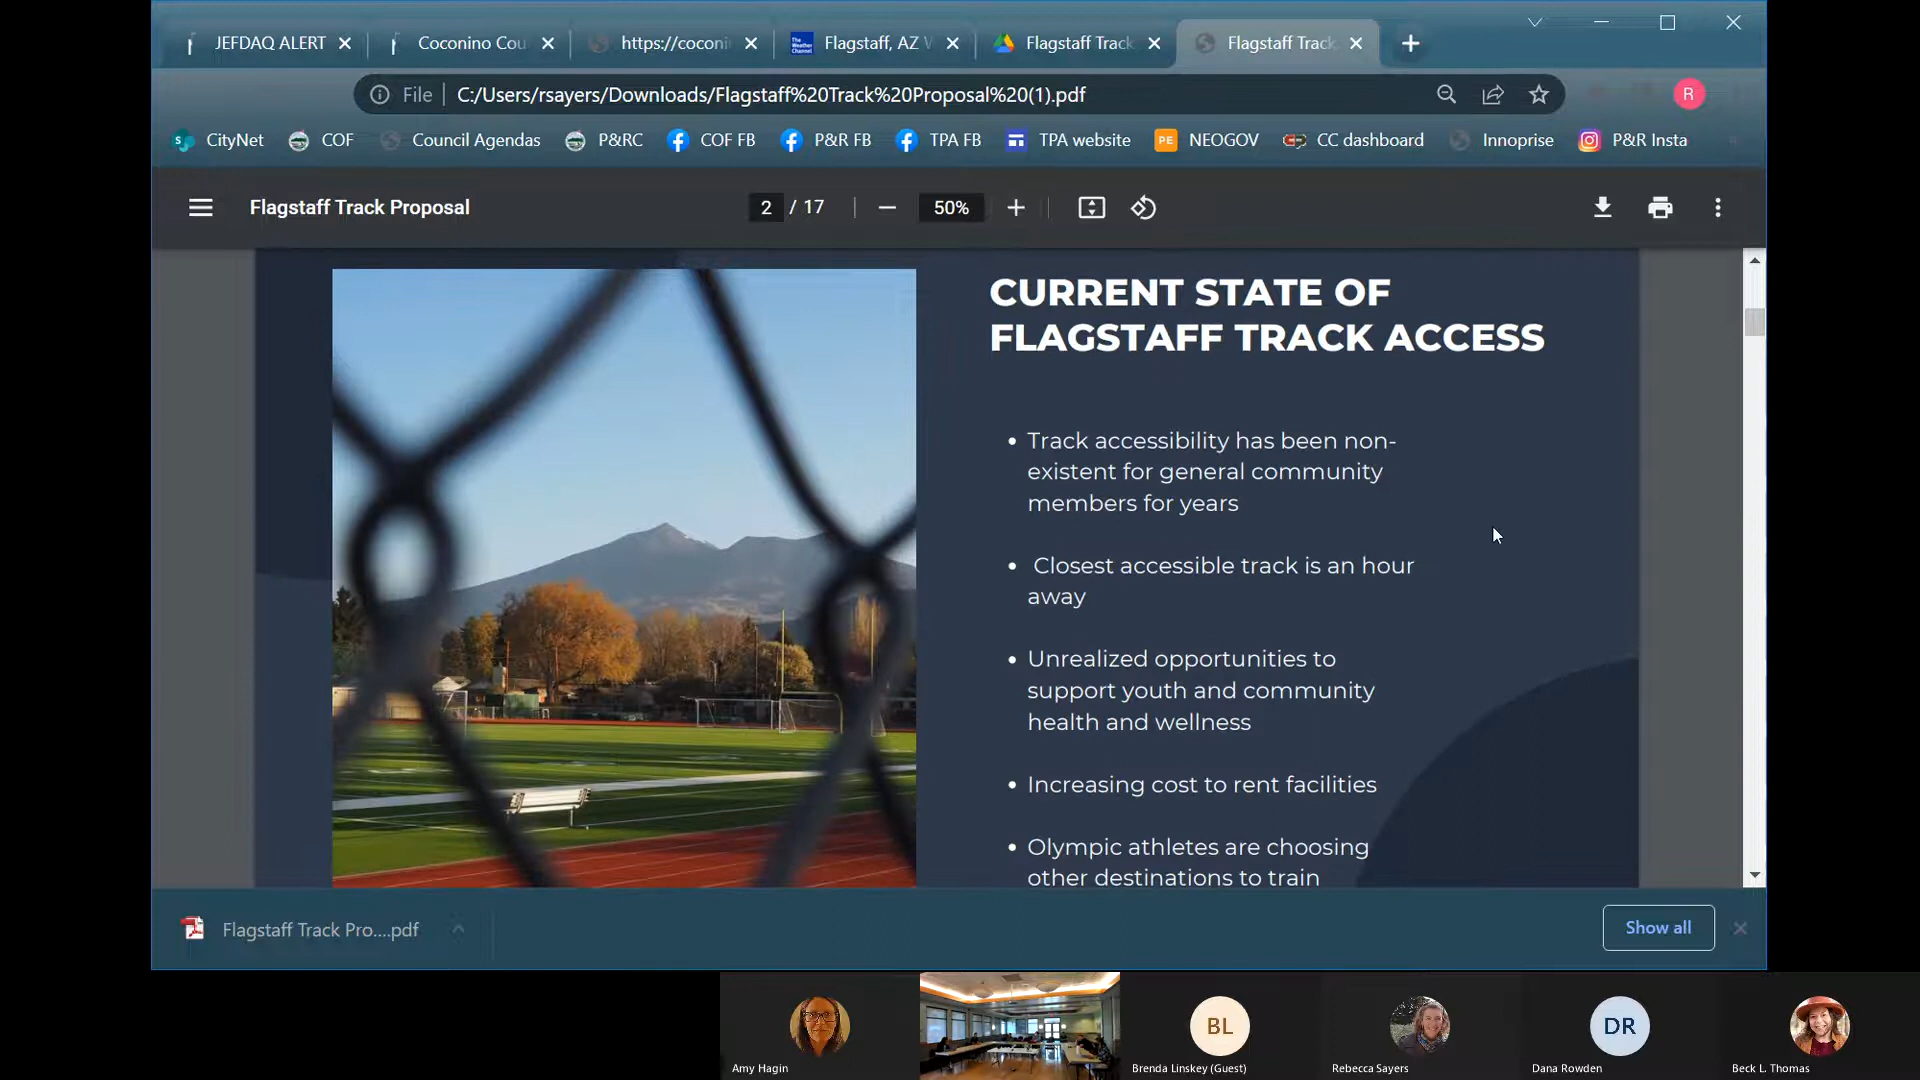 JEFDAQ ALERT
Coconino Cou
https://coconi
The Weather Channel
Flagstaff, AZ
Flagstaff Track
Flagstaff Track
File
C:/Users/rsayers/Downloads/Flagstaff%20Track%20Proposal%20(1).pdf
R
CityNet
COF
Council Agendas
P&RC
COF FB
P&R FB
TPA FB
TPA website
PE
NEOGOV
CC dashboard
Innoprise
P&R Insta
Flagstaff Track Proposal
2 / 17
50%
CURRENT STATE OF
FLAGSTAFF TRACK ACCESS
• Track accessibility has been non-
existent for general community
members for years
• Closest accessible track is an hour
away
• Unrealized opportunities to
support youth and community
health and wellness
• Increasing cost to rent facilities
• Olympic athletes are choosing
other destinations to train
Flagstaff Track Pro....pdf
Show all
BL
DR
Amy Hagin
Brenda Linskey (Guest)
Rebecca Sayers
Dana Rowden
Beck L. Thomas